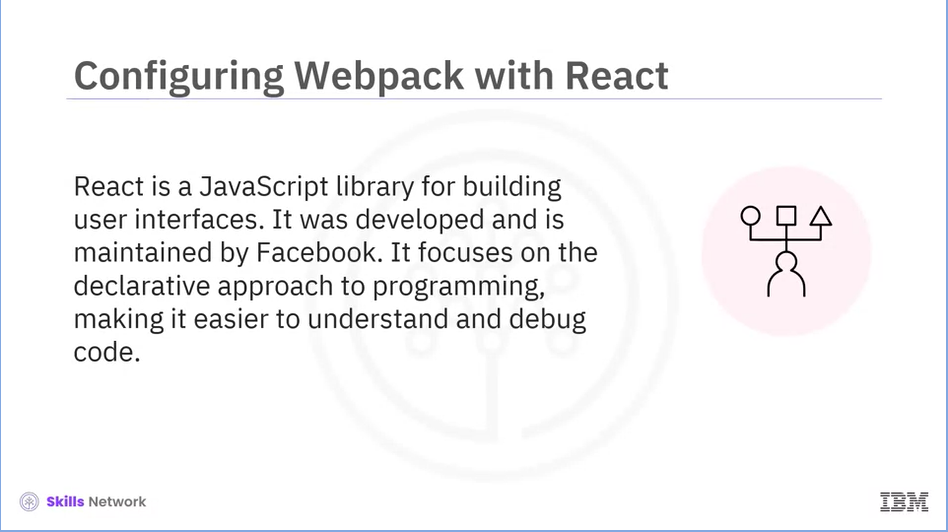 Configuring Webpack with React
React is a JavaScript library for building
user interfaces. It was developed and is
maintained by Facebook. It focuses on the
declarative approach to programming,
making it easier to understand and debug
code.
Skills Network
IBM